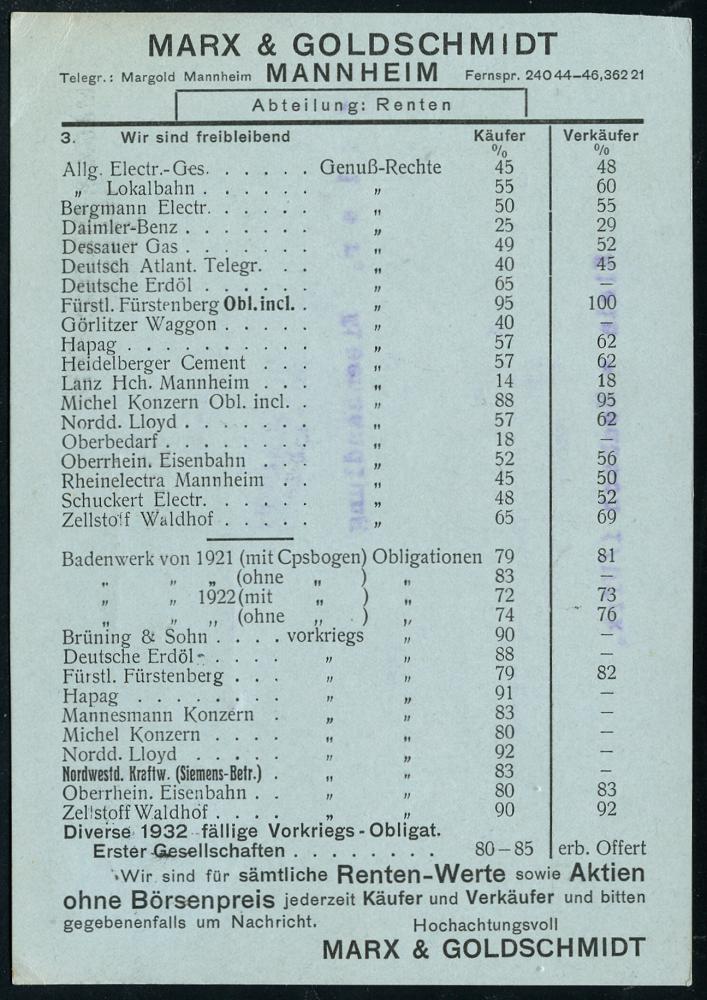 MARX & GOLDSCHMIDT
Telegr.: Margold Mannheim MANNHEIM Fernspr. 240 44–46, 362 21
Abteilung: Renten
3. Wir sind freibleibend Käufer Verkäufer
% %
Allg. Electr.-Ges. . . . . . . Genuß-Rechte 45 48
„ Lokalbahn . . . . . . „ 55 60
Bergmann Electr. . . . . . . „ 50 55
Daimler-Benz . . . . . . . „ 25 29
Dessauer Gas . . . . . . . „ 49 52
Deutsch Atlant. Telegr. . . „ 40 45
Deutsche Erdöl . . . . . . „ 65 —
Fürstl. Fürstenberg Obl. incl. . „ 95 100
Görlitzer Waggon . . . . . „ 40 —
Hapag . . . . . . . . . . „ 57 62
Heidelberger Cement . . . „ 57 62
Lanz Hch. Mannheim . . . „ 14 18
Michel Konzern Obl. incl. . „ 88 95
Nordd. Lloyd . . . . . . . „ 57 62
Oberbedarf . . . . . . . . „ 18 —
Oberrhein. Eisenbahn . . . „ 52 56
Rheinelectra Mannheim . . „ 45 50
Schuckert Electr. . . . . . „ 48 52
Zellstoff Waldhof . . . . . „ 65 69
Badenwerk von 1921 (mit Cpsbogen) Obligationen 79 81
„ „ „ (ohne „ ) „ 83 —
„ „ 1922 (mit „ ) „ 72 73
„ „ „ (ohne „ ) „ 74 76
Brüning & Sohn . . . . vorkriegs „ 90 —
Deutsche Erdöl . . . . „ „ 88 —
Fürstl. Fürstenberg . . . „ „ 79 82
Hapag . . . . . . . . „ „ 91 —
Mannesmann Konzern . „ „ 83 —
Michel Konzern . . . . „ „ 80 —
Nordd. Lloyd . . . . . „ „ 92 —
Nordwestd. Kraftw. (Siemens-Betr.) . „ „ 83 —
Oberrhein. Eisenbahn . . „ „ 80 83
Zellstoff Waldhof . . . . „ „ 90 92
Diverse 1932 fällige Vorkriegs-Obligat.
Erster Gesellschaften . . . . . . . . 80–85 erb. Offert
Wir sind für sämtliche Renten-Werte sowie Aktien
ohne Börsenpreis jederzeit Käufer und Verkäufer und bitten
gegebenenfalls um Nachricht. Hochachtungsvoll
MARX & GOLDSCHMIDT